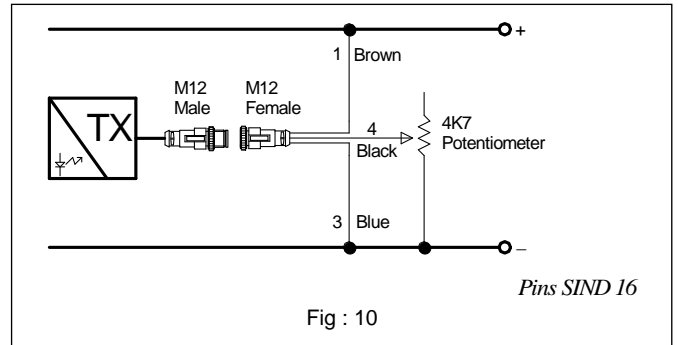 +
1 Brown
M12 Male
M12 Female
TX
4 Black
4K7 Potentiometer
3 Blue
–
Pins SIND 16
Fig : 10